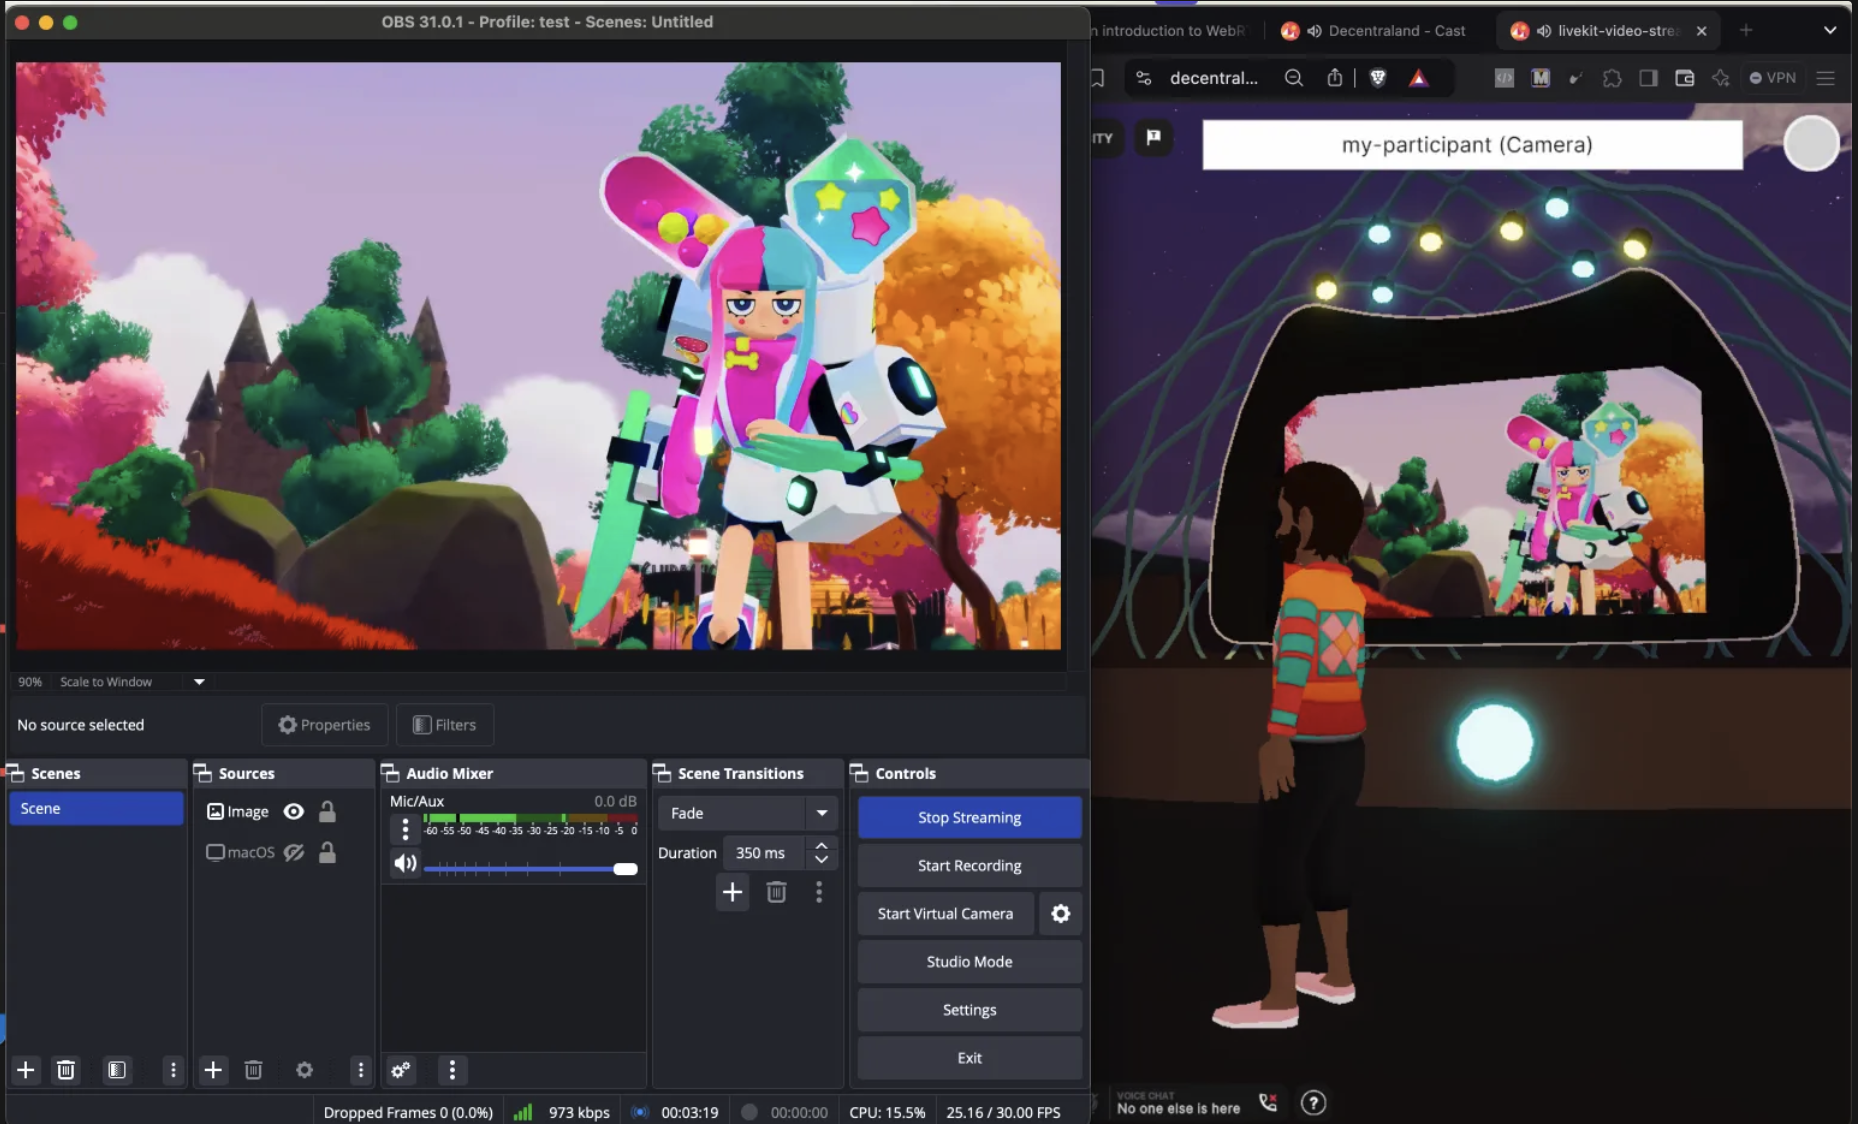 OBS 31.0.1 - Profile: test - Scenes: Untitled
n introduction to WebR
Decentraland - Cast
livekit-video-strea
decentral...
VPN
ITY
my-participant (Camera)
90%
Scale to Window
No source selected
Properties
Filters
Scenes
Sources
Audio Mixer
Scene Transitions
Controls
Scene
Image
macOS
Mic/Aux
0.0 dB
-60 -55 -50 -45 -40 -35 -30 -25 -20 -15 -10 -5 0
Fade
Duration
350 ms
Stop Streaming
Start Recording
Start Virtual Camera
Studio Mode
Settings
Exit
Dropped Frames 0 (0.0%)
973 kbps
00:03:19
00:00:00
CPU: 15.5%
25.16 / 30.00 FPS
VOICE CHAT
No one else is here
?